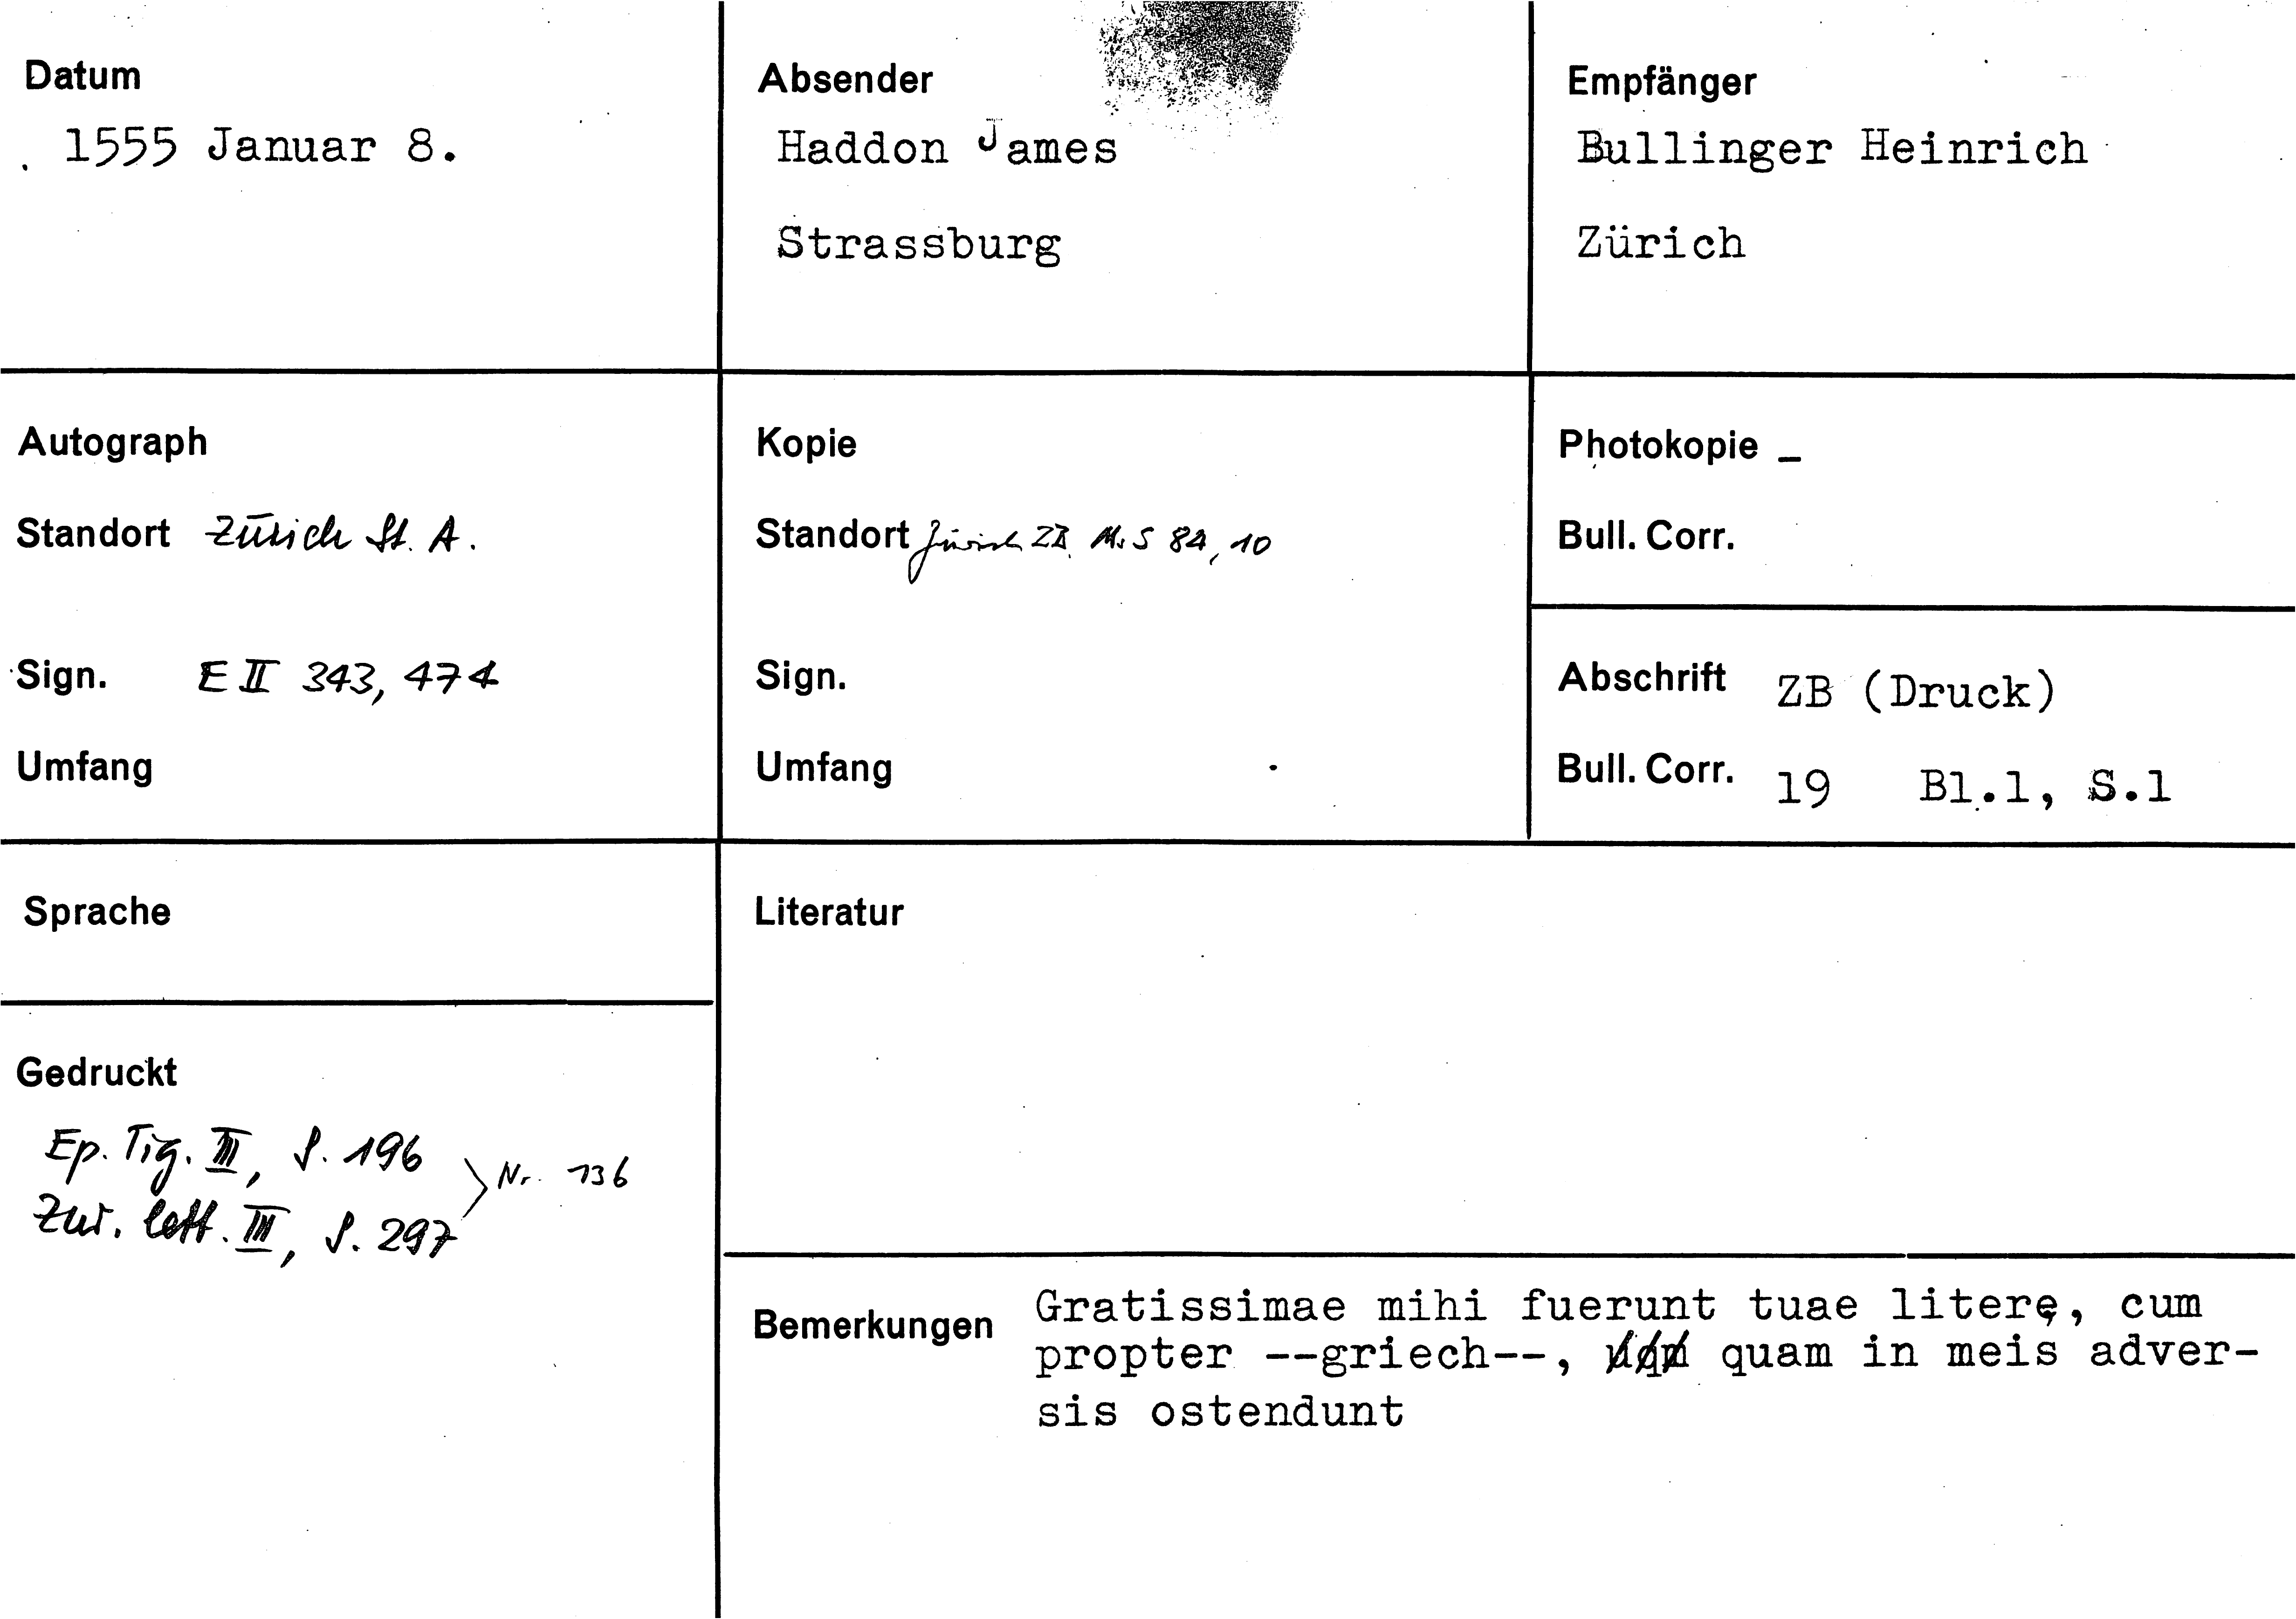 Datum
1555 Januar 8.
Absender
Haddon James
Strassburg
Empfänger
Bullinger Heinrich
Zürich
Autograph
Standort Zürich St. A.
Sign. E II 343, 474
Umfang
Kopie
Standort Zürich ZB. Ms S 84, 10
Sign.
Umfang
Photokopie -
Bull. Corr.
Abschrift ZB (Druck)
Bull. Corr. 19 Bl.1, S.1
Sprache
Gedruckt
Ep. Tig. III, S. 196
Zur. lett. III, S. 297
Nr. 136
Literatur
Bemerkungen Gratissimae mihi fuerunt tuae literę, cum
propter --griech--, quam in meis adver-
sis ostendunt